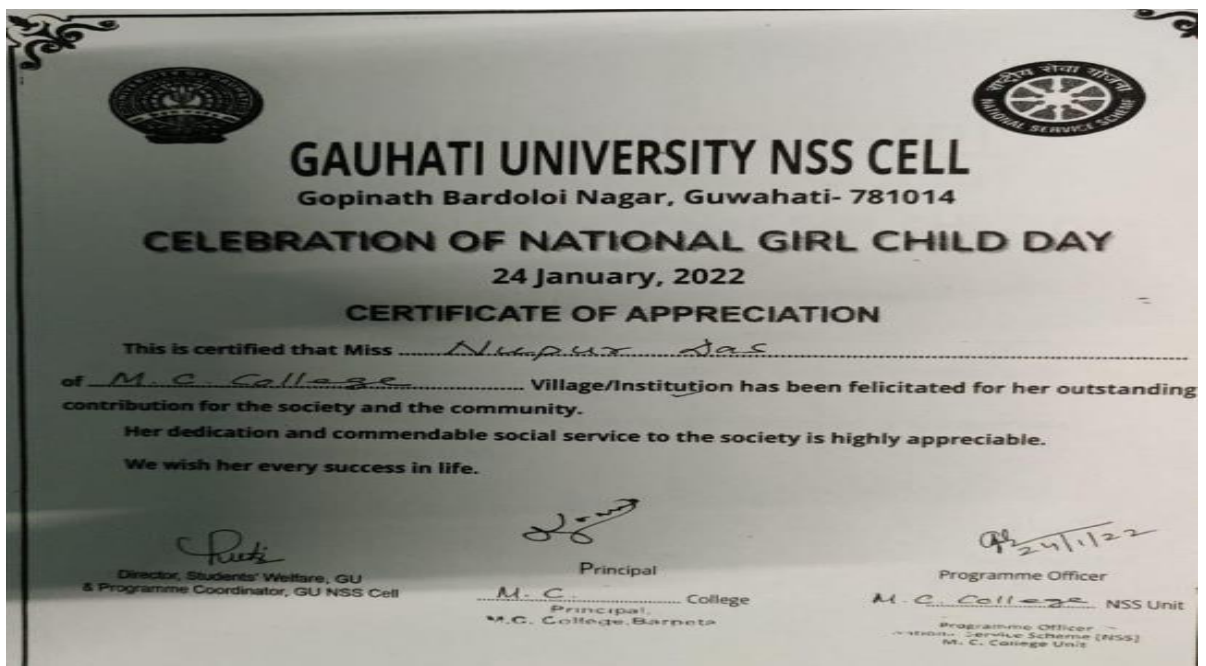 राष्ट्रीय सेवा योजना
NATIONAL SERVICE SCHEME
GAUHATI UNIVERSITY NSS CELL
Gopinath Bardoloi Nagar, Guwahati- 781014
CELEBRATION OF NATIONAL GIRL CHILD DAY
24 January, 2022
CERTIFICATE OF APPRECIATION
This is certified that Miss Nupur Das
of M. C. College Village/Institution has been felicitated for her outstanding
contribution for the society and the community.
Her dedication and commendable social service to the society is highly appreciable.
We wish her every success in life.
24/1/22
Director, Students' Welfare, GU
& Programme Coordinator, GU NSS Cell
Principal
M. C. College
Principal,
M.C. College, Barpeta
Programme Officer
M. C. College NSS Unit
Programme Officer
Service Scheme (NSS)
M. C. College Unit